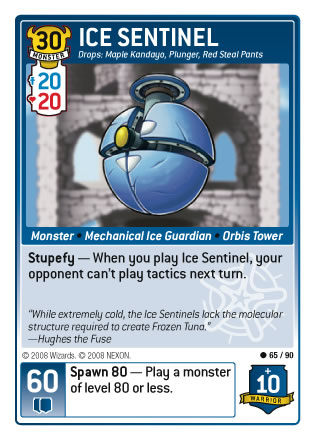 30
MONSTER
ICE SENTINEL
Drops: Maple Kandayo, Plunger, Red Steal Pants
20
20
Monster • Mechanical Ice Guardian • Orbis Tower
Stupefy — When you play Ice Sentinel, your
opponent can't play tactics next turn.
"While extremely cold, the Ice Sentinels lack the molecular
structure required to create Frozen Tuna."
—Hughes the Fuse
© 2008 Wizards. © 2008 NEXON.
● 65 / 90
60
Spawn 80 — Play a monster
of level 80 or less.
+
10
WARRIOR